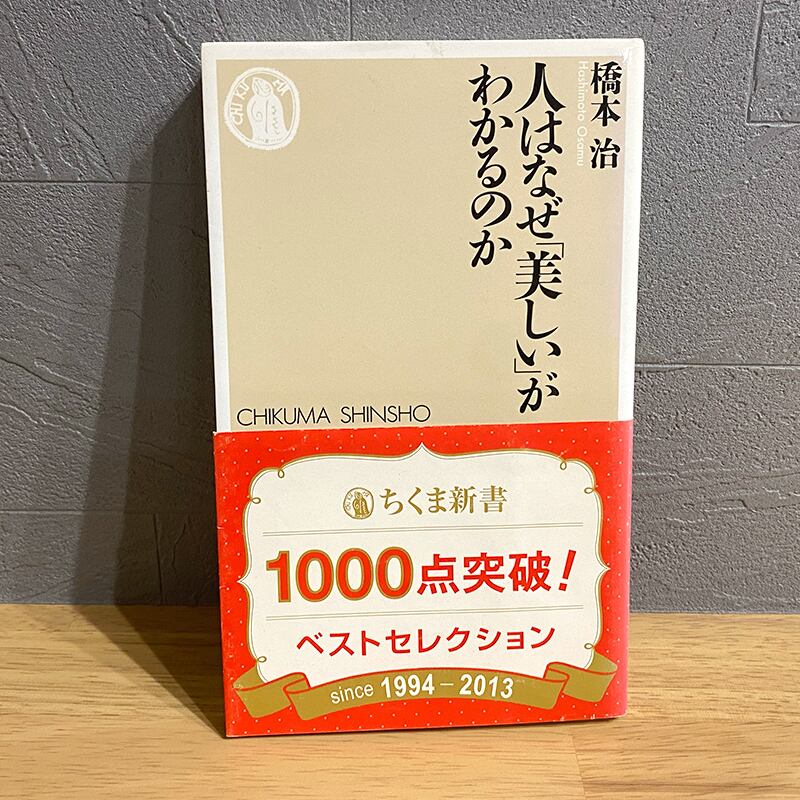 橋本 治
Hashimoto Osamu
人はなぜ「美しい」が
わかるのか
CHIKUMA
CHIKUMA SHINSHO
ちくま新書
1000点突破!
ベストセレクション
since 1994-2013